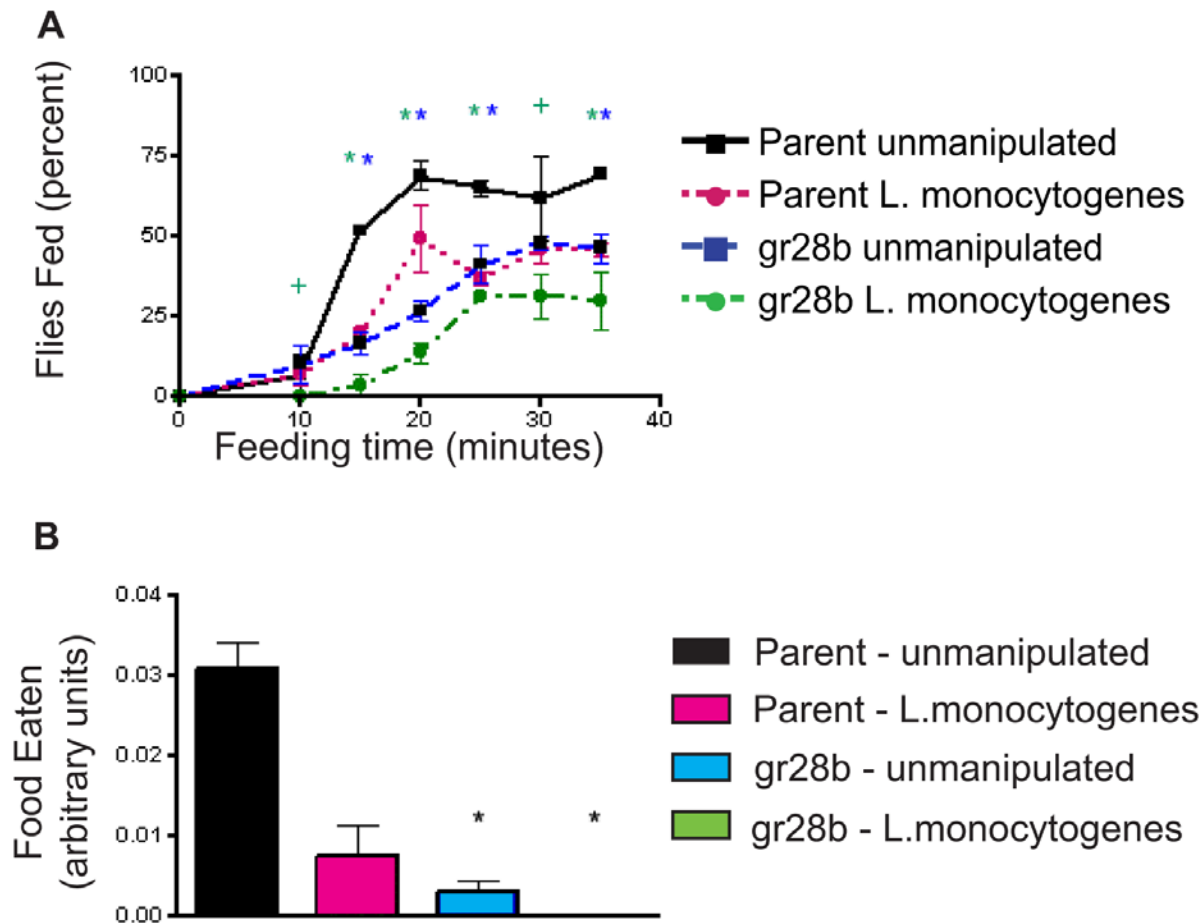 A
Flies Fed (percent)
100
75
50
25
0
0 10 20 30 40
Feeding time (minutes)
+ ** ** ** + **
Parent unmanipulated
Parent L. monocytogenes
gr28b unmanipulated
gr28b L. monocytogenes
B
Food Eaten
(arbitrary units)
0.04
0.03
0.02
0.01
0.00
* *
Parent - unmanipulated
Parent - L.monocytogenes
gr28b - unmanipulated
gr28b - L.monocytogenes